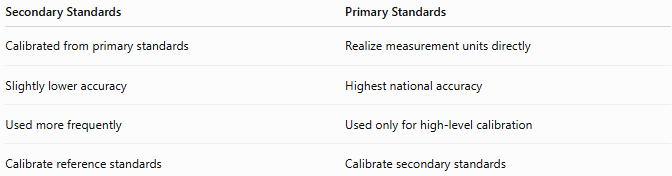 Secondary Standards Primary Standards
Calibrated from primary standards Realize measurement units directly
Slightly lower accuracy Highest national accuracy
Used more frequently Used only for high-level calibration
Calibrate reference standards Calibrate secondary standards